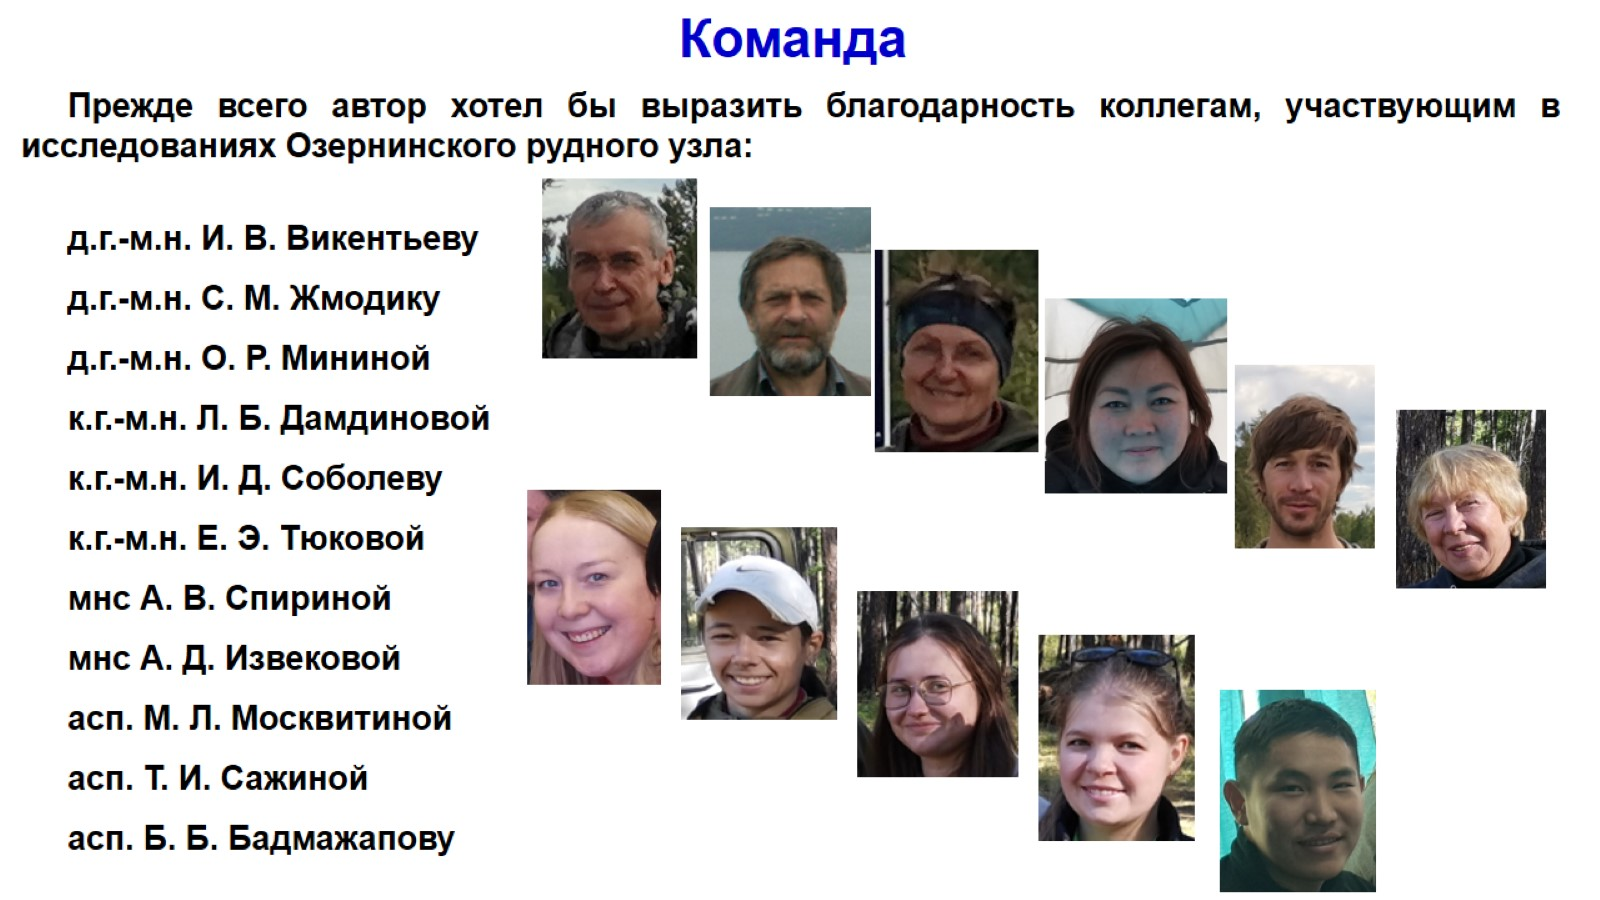 Команда
Прежде всего автор хотел бы выразить благодарность коллегам, участвующим в
исследованиях Озернинского рудного узла:
д.г.-м.н. И. В. Викентьеву
д.г.-м.н. С. М. Жмодику
д.г.-м.н. О. Р. Мининой
к.г.-м.н. Л. Б. Дамдиновой
к.г.-м.н. И. Д. Соболеву
к.г.-м.н. Е. Э. Тюковой
мнс А. В. Спириной
мнс А. Д. Извековой
асп. М. Л. Москвитиной
асп. Т. И. Сажиной
асп. Б. Б. Бадмажапову